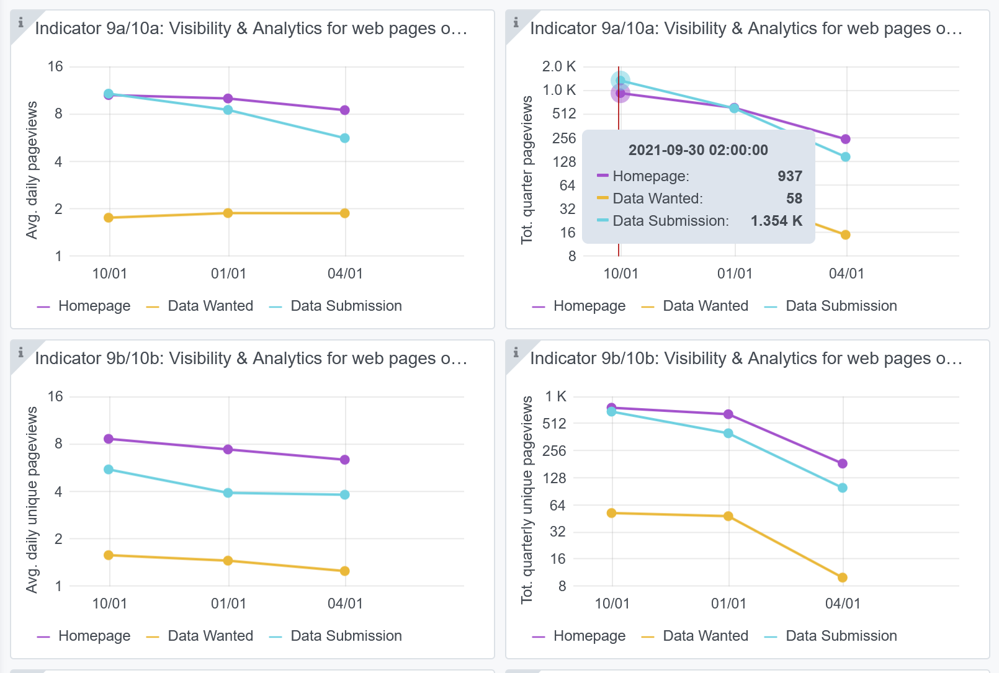 i
Indicator 9a/10a: Visibility & Analytics for web pages o…
16
8
4
2
1
Avg. daily pageviews
10/01 01/01 04/01
Homepage Data Wanted Data Submission
i
Indicator 9a/10a: Visibility & Analytics for web pages o…
2.0 K
1.0 K
512
256
128
64
32
16
8
Tot. quarter pageviews
2021-09-30 02:00:00
Homepage: 937
Data Wanted: 58
Data Submission: 1.354 K
10/01 01/01 04/01
Homepage Data Wanted Data Submission
i
Indicator 9b/10b: Visibility & Analytics for web pages o…
16
8
4
2
1
Avg. daily unique pageviews
10/01 01/01 04/01
Homepage Data Wanted Data Submission
i
Indicator 9b/10b: Visibility & Analytics for web pages o…
1 K
512
256
128
64
32
16
8
Tot. quarterly unique pageviews
10/01 01/01 04/01
Homepage Data Wanted Data Submission